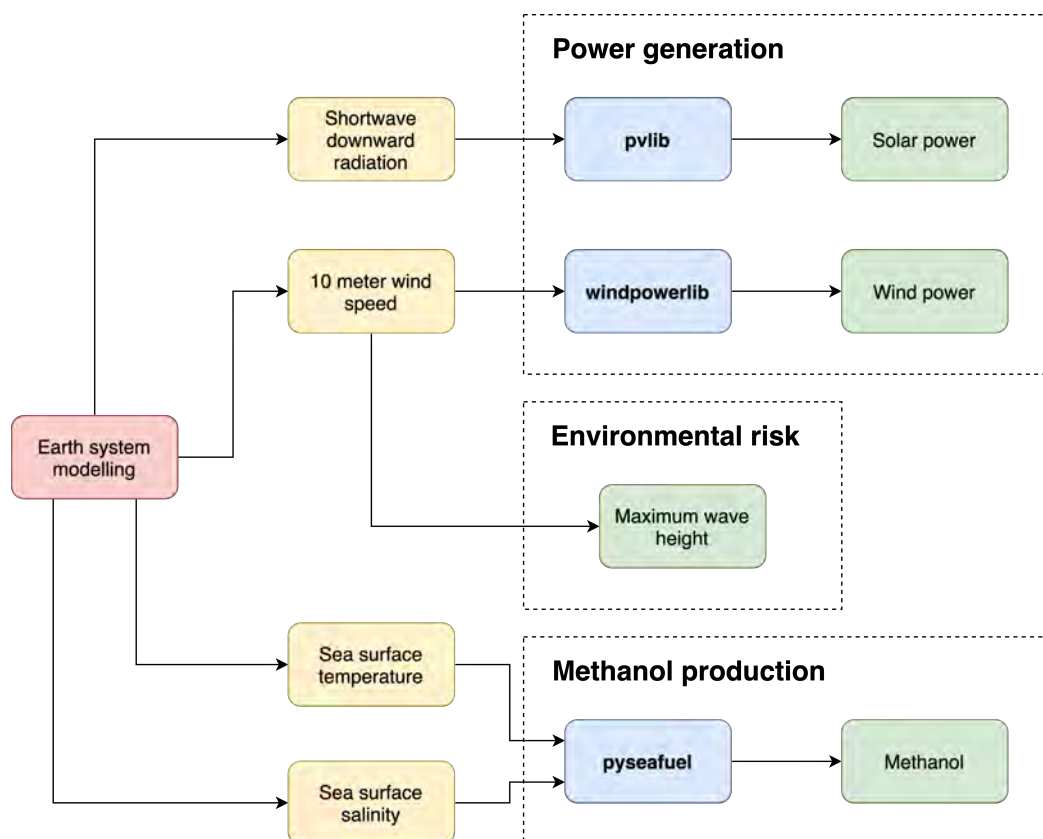 Power generation
Shortwave
downward
radiation
pvlib
Solar power
10 meter wind
speed
windpowerlib
Wind power
Earth system
modelling
Environmental risk
Maximum wave
height
Sea surface
temperature
Methanol production
pyseafuel
Methanol
Sea surface
salinity